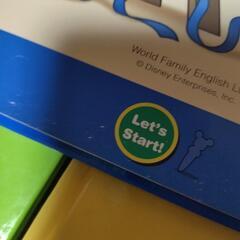 World Family English L
© Disney Enterprises, Inc.
Let's
Start!